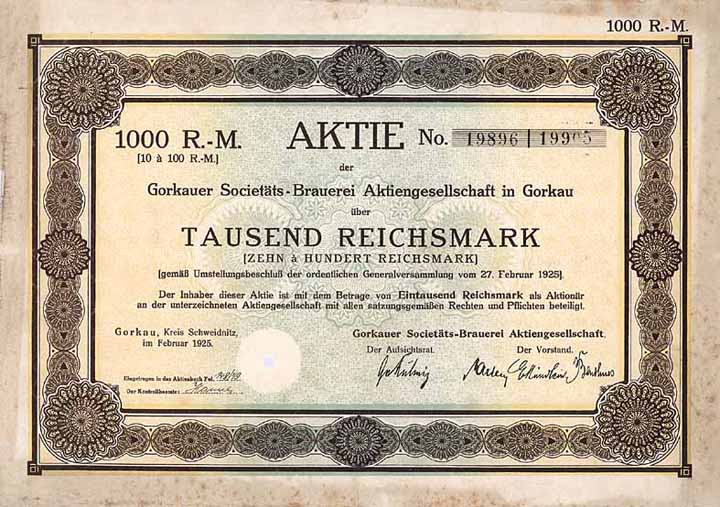 1000 R.-M.
1000 R.-M. AKTIE No. 19896 | 19905
[10 à 100 R.-M.]
der
Gorkauer Societäts-Brauerei Aktiengesellschaft in Gorkau
über
TAUSEND REICHSMARK
[ZEHN à HUNDERT REICHSMARK]
[gemäß Umstellungsbeschluß der ordentlichen Generalversammlung vom 27. Februar 1925].
Der Inhaber dieser Aktie ist mit dem Betrage von Eintausend Reichsmark als Aktionär
an der unterzeichneten Aktiengesellschaft mit allen satzungsgemäßen Rechten und Pflichten beteiligt.
Gorkau, Kreis Schweidnitz,
im Februar 1925.
Gorkauer Societäts-Brauerei Aktiengesellschaft.
Der Aufsichtsrat. Der Vorstand.
Eingetragen in das Aktienbuch Fol.
Der Kontrollbeamte: